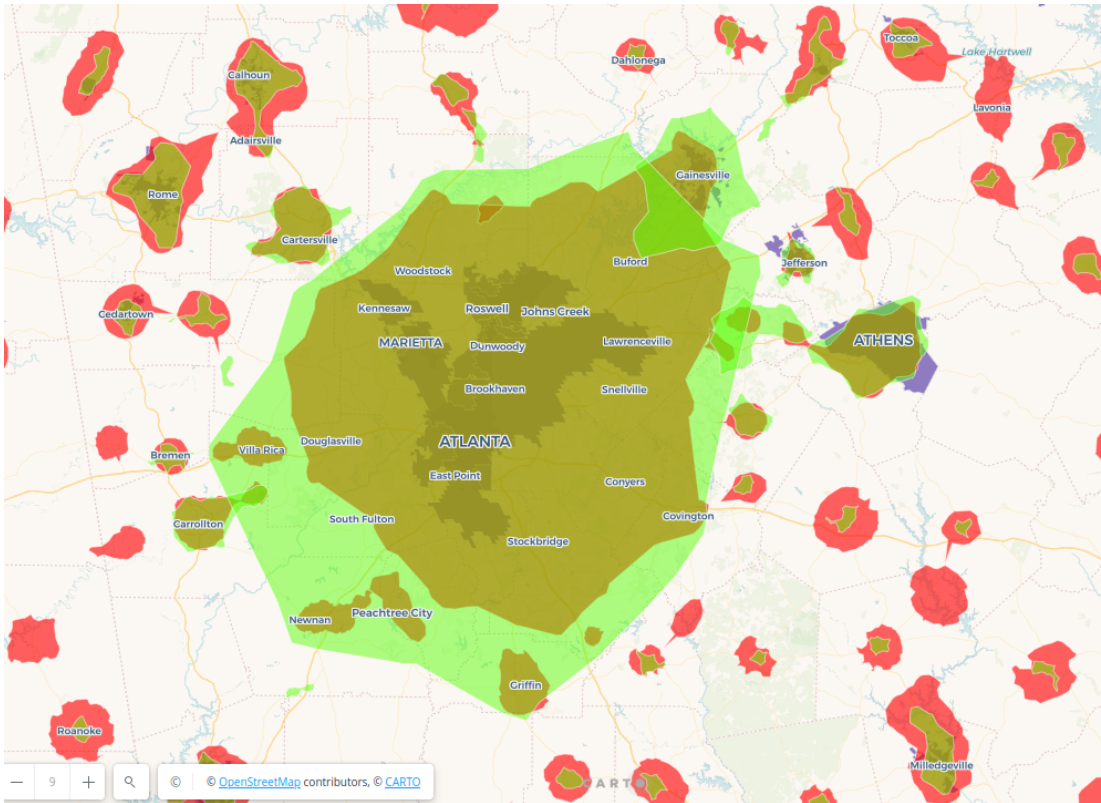 Toccoa
Lake Hartwell
Dahlonega
Calhoun
Lavonia
Adairsville
Gainesville
Rome
Cartersville
Buford
Jefferson
Woodstock
Kennesaw
Roswell
Johns Creek
Cedartown
MARIETTA
Dunwoody
Lawrenceville
ATHENS
Brookhaven
Snellville
ATLANTA
Douglasville
Villa Rica
Bremen
East Point
Conyers
Carrollton
South Fulton
Covington
Stockbridge
Newnan
Peachtree City
Griffin
Roanoke
Milledgeville
CARTO
9
© © OpenStreetMap contributors, © CARTO